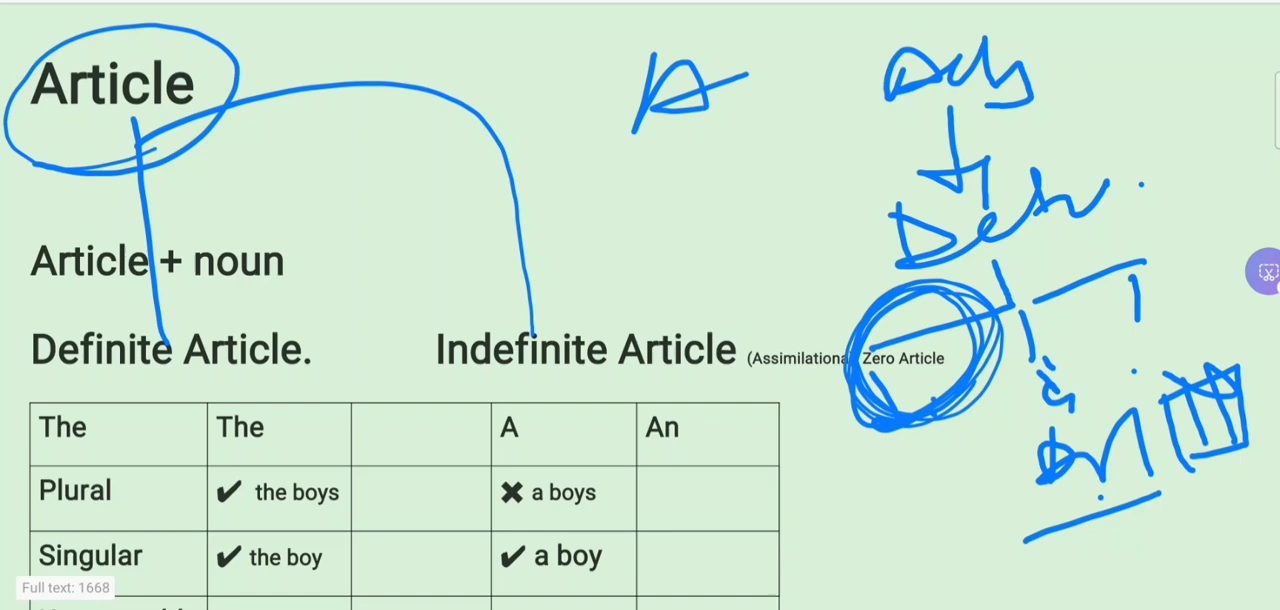 Article
Article + noun
Definite Article. Indefinite Article (Assimilationa Zero Article
The The A An
Plural ✔ the boys ✖ a boys
Singular ✔ the boy ✔ a boy
Full text: 1668